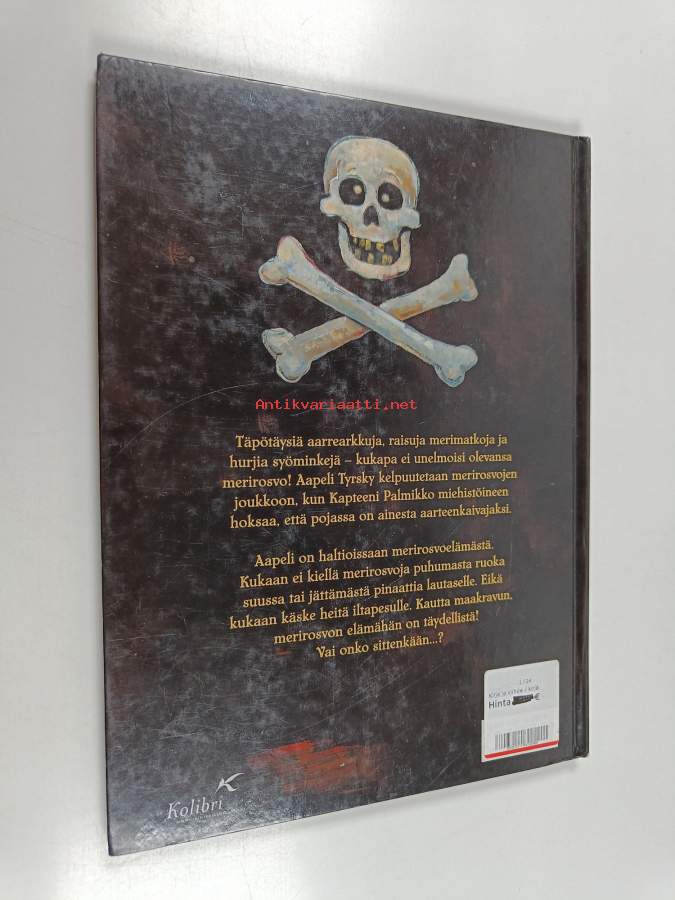 Antikvariaatti.net
Täpötäysiä aarrearkkuja, raisuja merimatkoja ja
hurjia syöminkejä – kukapa ei unelmoisi olevansa
merirosvo! Aapeli Tyrsky kelpuutetaan merirosvojen
joukkoon, kun Kapteeni Palmikko miehistöineen
hoksaa, että pojassa on ainesta aarteenkaivajaksi.
Aapeli on haltioissaan merirosvoelämästä.
Kukaan ei kiellä merirosvoja puhumasta ruoka
suussa tai jättämästä pinaattia lautaselle. Eikä
kukaan käske heitä iltapesulle. Kautta maakravun,
merirosvon elämähän on täydellistä!
Vai onko sittenkään...?
Hinta €
Kolibri